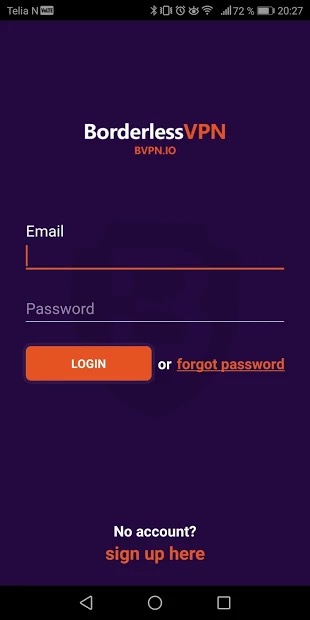 Telia N VoLTE 72 % 20:27
BorderlessVPN
BVPN.IO
Email
Password
LOGIN or forgot password
No account?
sign up here